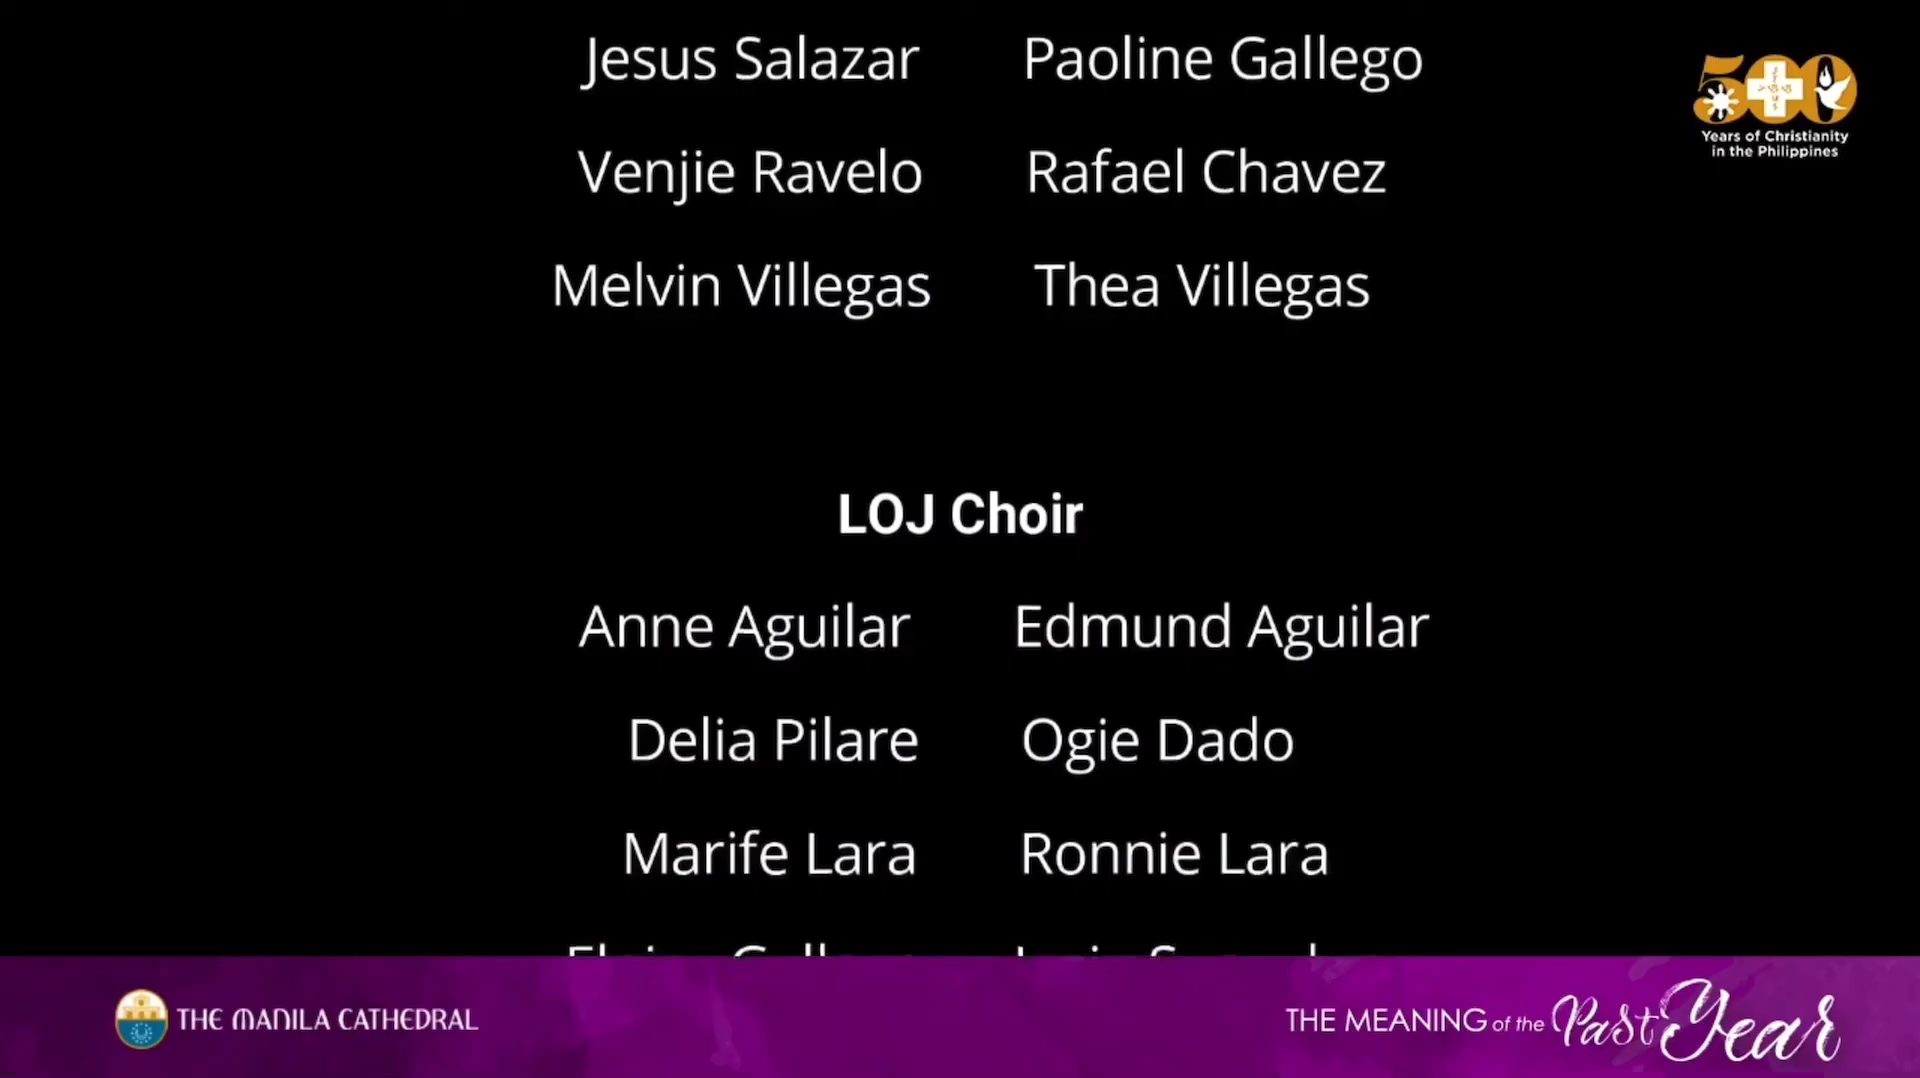 Jesus Salazar Paoline Gallego
500
Years of Christianity
in the Philippines
Venjie Ravelo Rafael Chavez
Melvin Villegas Thea Villegas
LOJ Choir
Anne Aguilar Edmund Aguilar
Delia Pilare Ogie Dado
Marife Lara Ronnie Lara
THE MANILA CATHEDRAL
THE MEANING of the Past Year